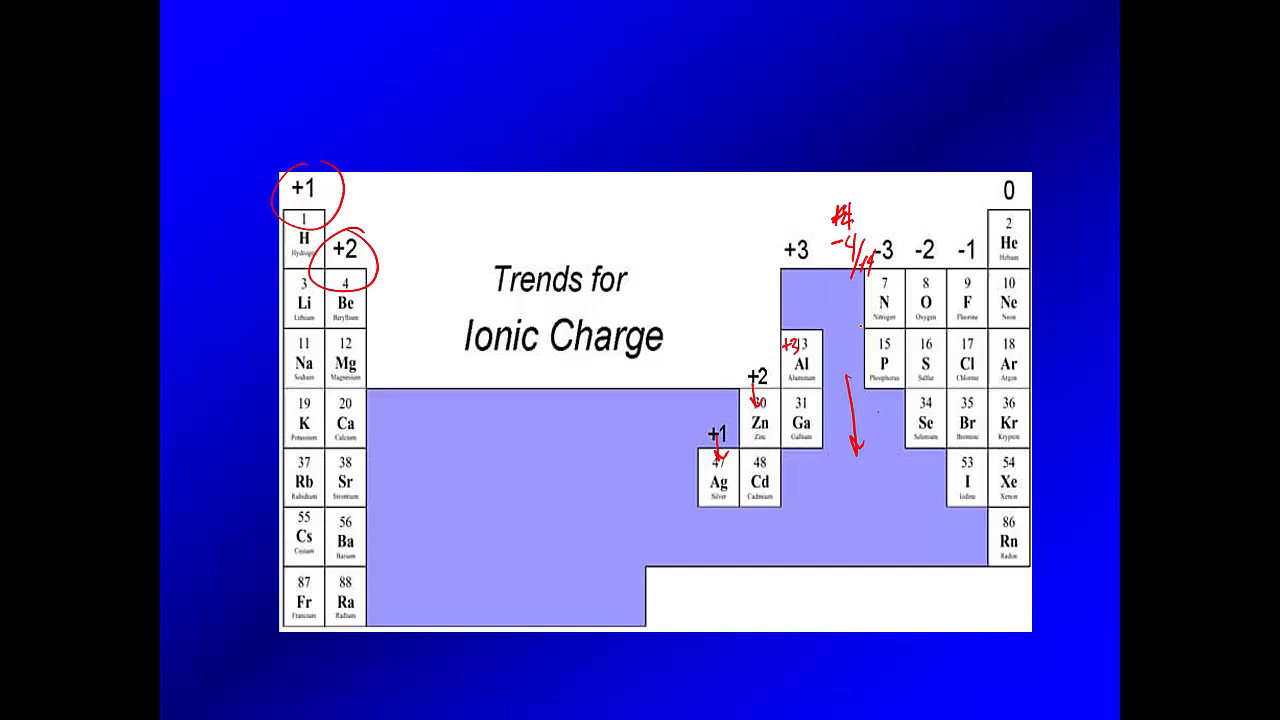 +1
0
1
H
Hydrogen
+2
+3
-4/+4
-3
-2
-1
2
He
Helium
Trends for
Ionic Charge
3
Li
Lithium
4
Be
Beryllium
7
N
Nitrogen
8
O
Oxygen
9
F
Fluorine
10
Ne
Neon
11
Na
Sodium
12
Mg
Magnesium
+2
+3
13
Al
Aluminum
15
P
Phosphorus
16
S
Sulfur
17
Cl
Chlorine
18
Ar
Argon
19
K
Potassium
20
Ca
Calcium
+1
30
Zn
Zinc
31
Ga
Gallium
34
Se
Selenium
35
Br
Bromine
36
Kr
Krypton
37
Rb
Rubidium
38
Sr
Strontium
47
Ag
Silver
48
Cd
Cadmium
53
I
Iodine
54
Xe
Xenon
55
Cs
Cesium
56
Ba
Barium
86
Rn
Radon
87
Fr
Francium
88
Ra
Radium